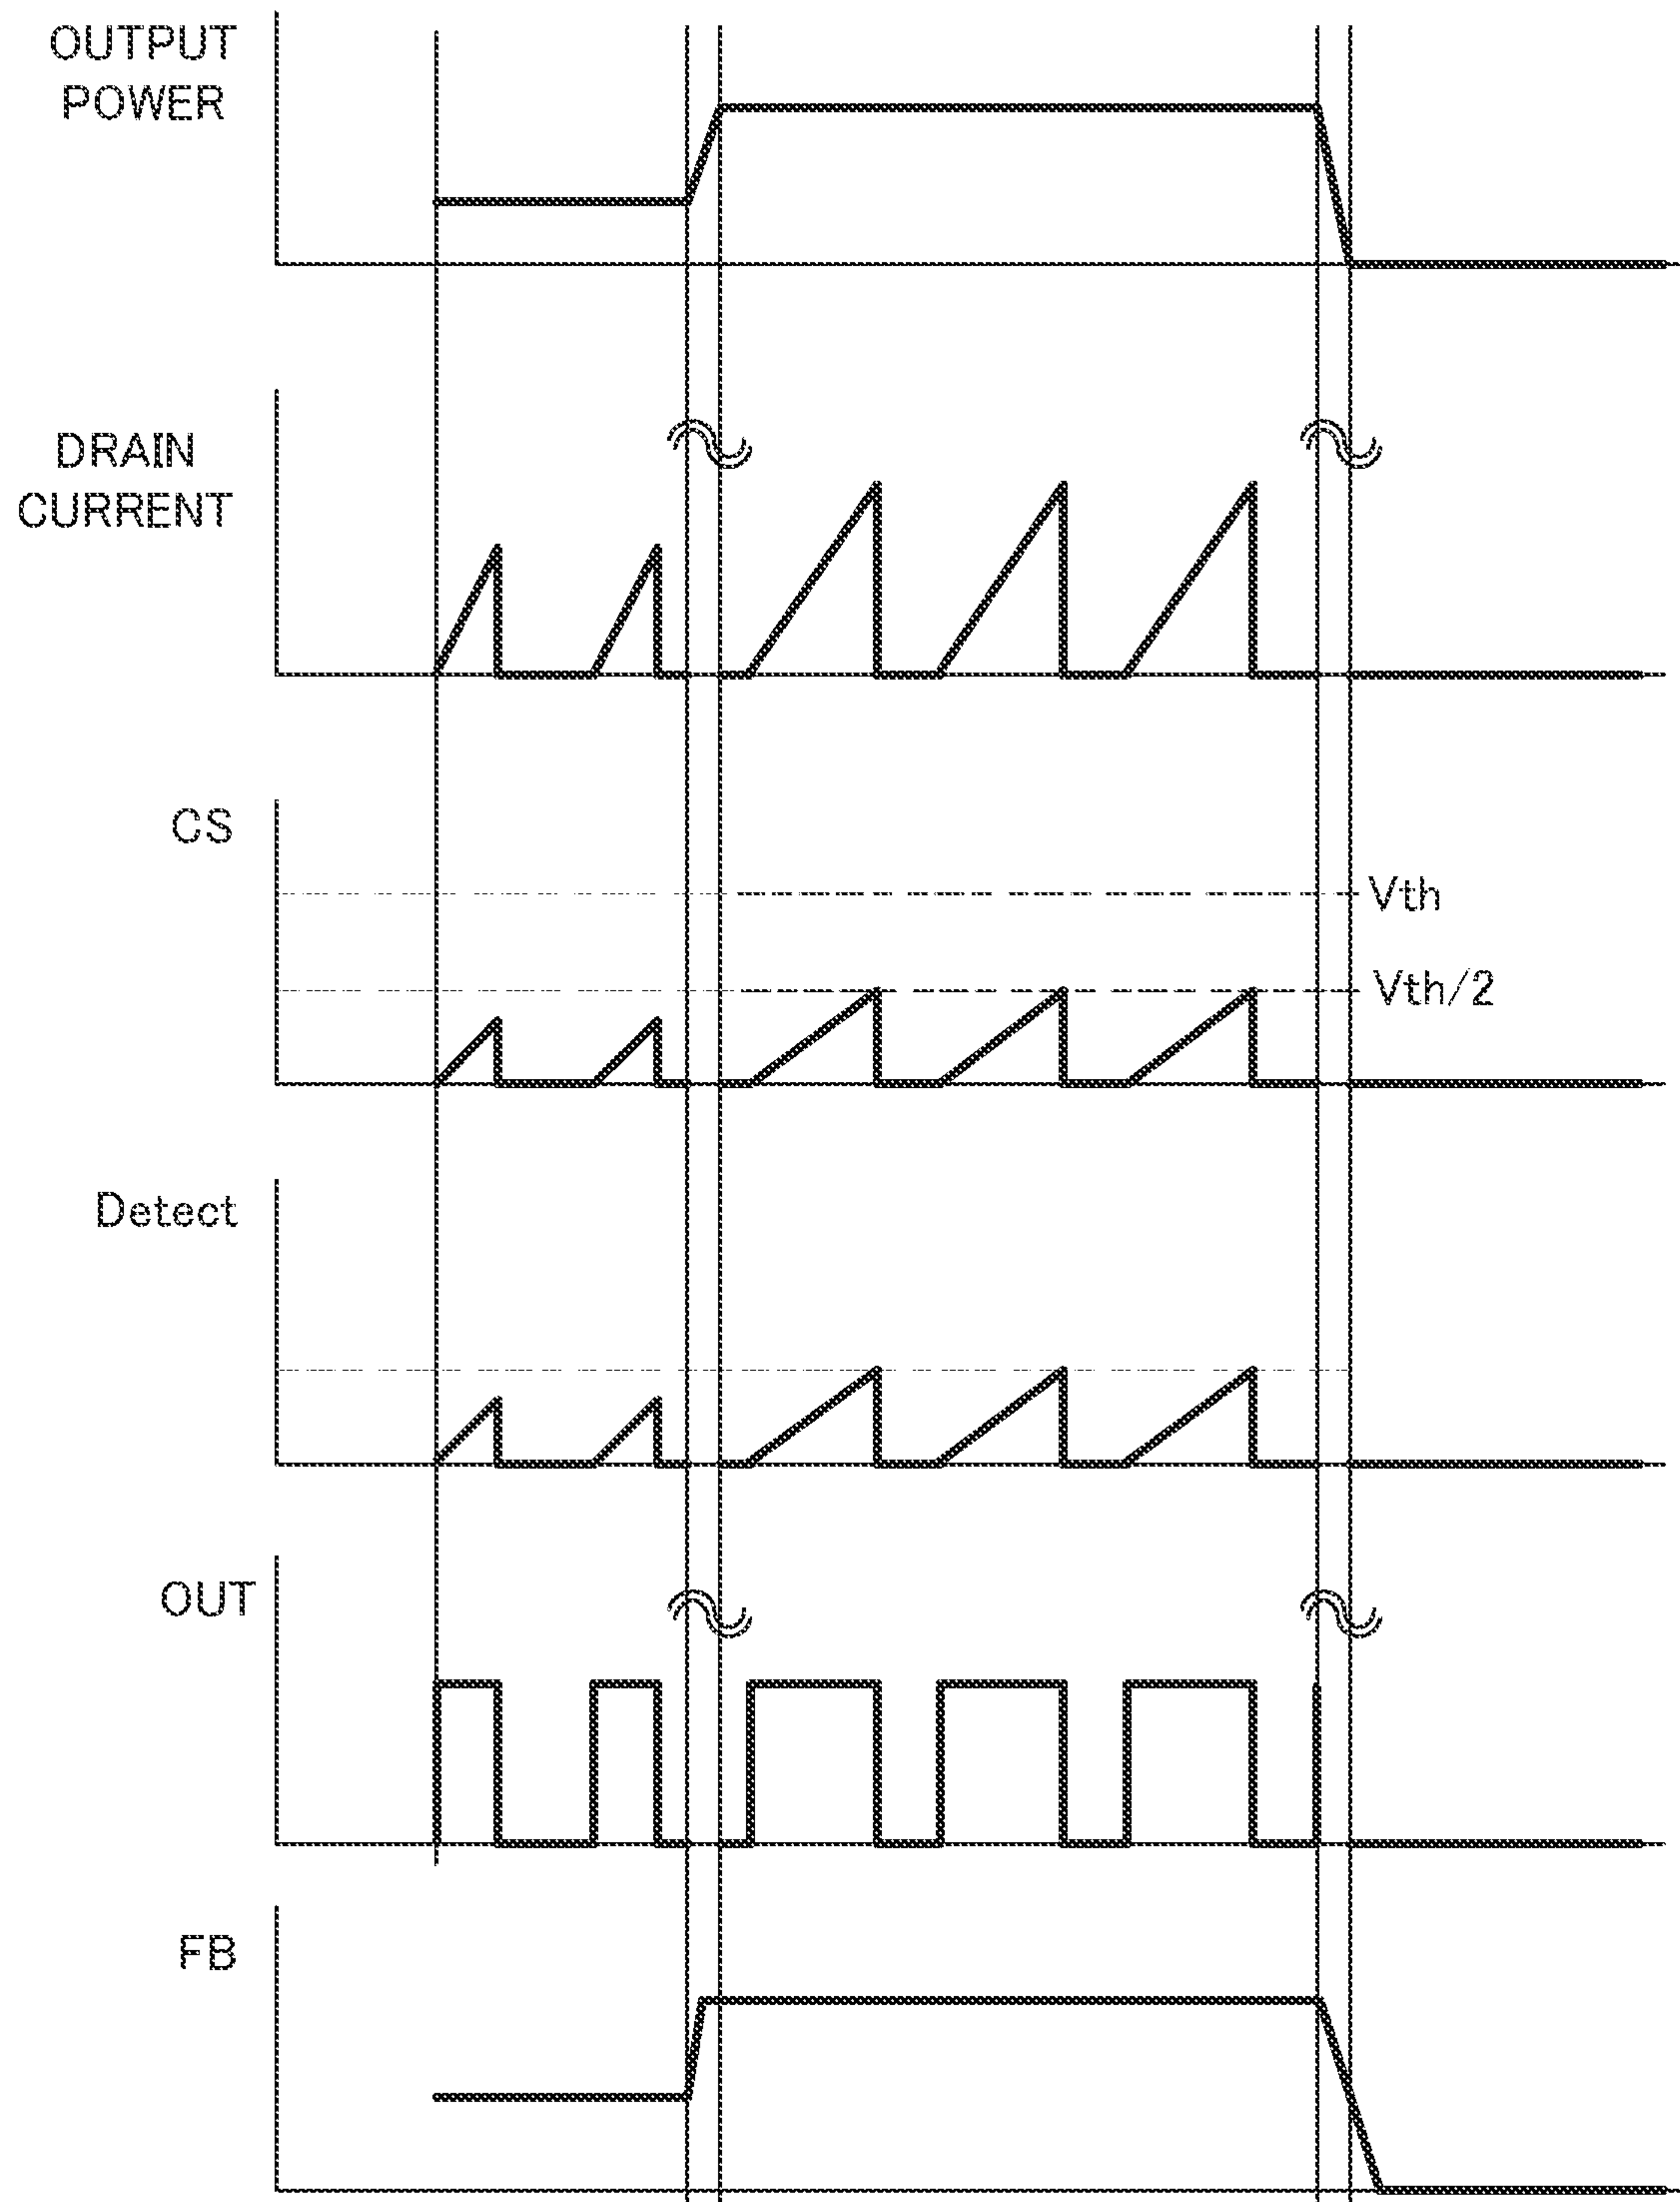 OUTPUT
POWER
DRAIN
CURRENT
CS
Vth
Vth/2
Detect
OUT
FB